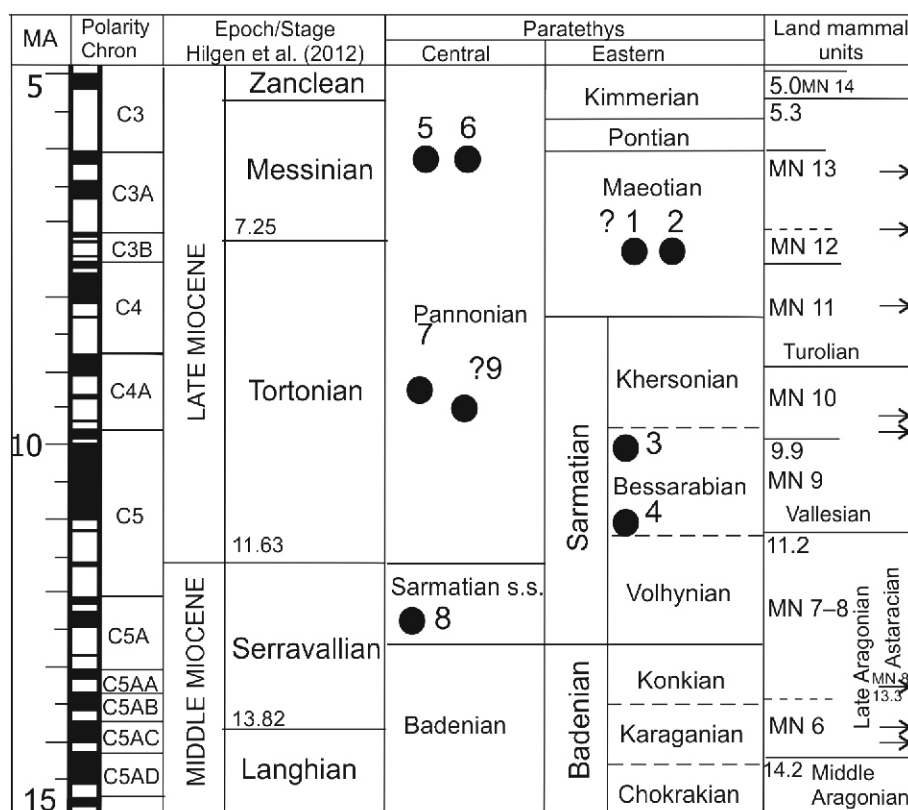 MA
Polarity
Chron
Epoch/Stage
Hilgen et al. (2012)
Paratethys
Central
Eastern
Land mammal
units
5
10
15
C3
C3A
C3B
C4
C4A
C5
C5A
C5AA
C5AB
C5AC
C5AD
LATE MIOCENE
MIDDLE MIOCENE
Zanclean
Messinian
7.25
Tortonian
11.63
Serravallian
13.82
Langhian
5 6
Pannonian
7
?9
Sarmatian s.s.
8
Badenian
Kimmerian
Pontian
Maeotian
? 1 2
Sarmatian
Khersonian
3
Bessarabian
4
Volhynian
Badenian
Konkian
Karaganian
Chokrakian
5.0 MN 14
5.3
MN 13
MN 12
MN 11
Turolian
MN 10
9.9
MN 9
Vallesian
11.2
MN 7–8
Late Aragonian
Astaracian
MN 8
13.3
MN 6
14.2 Middle
Aragonian